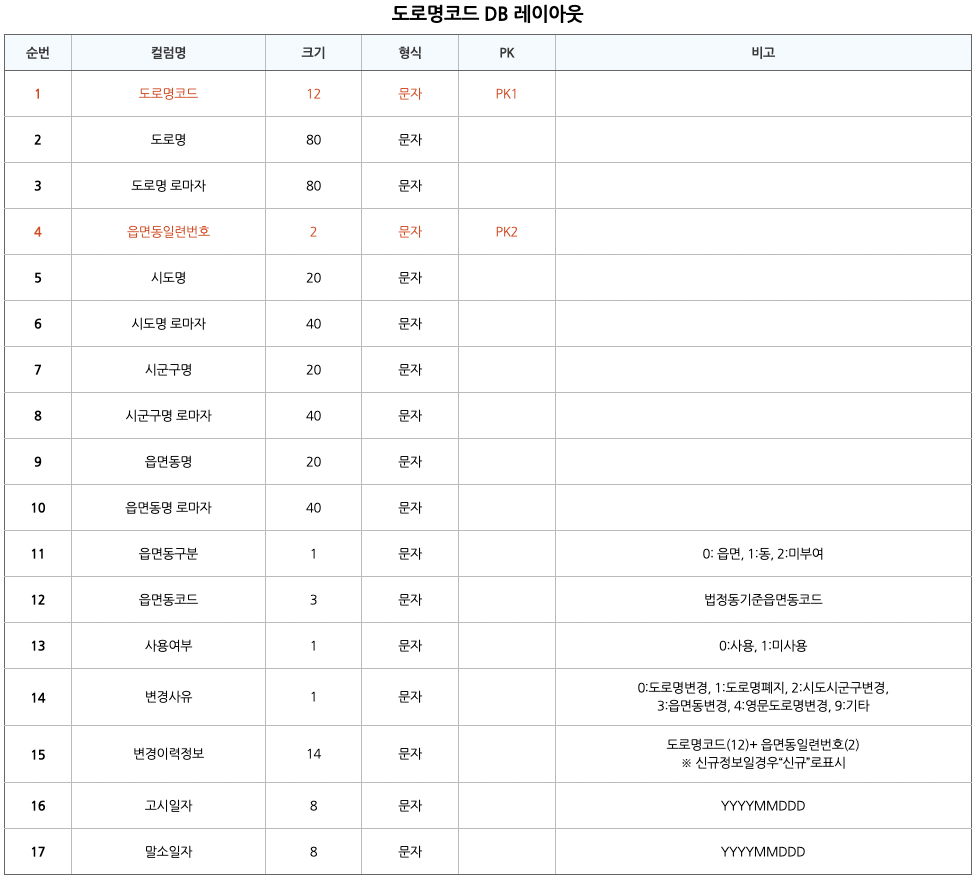 도로명코드 DB 레이아웃
순번 컬럼명 크기 형식 PK 비고
1 도로명코드 12 문자 PK1
2 도로명 80 문자
3 도로명 로마자 80 문자
4 읍면동일련번호 2 문자 PK2
5 시도명 20 문자
6 시도명 로마자 40 문자
7 시군구명 20 문자
8 시군구명 로마자 40 문자
9 읍면동명 20 문자
10 읍면동명 로마자 40 문자
11 읍면동구분 1 문자 0: 읍면, 1:동, 2:미부여
12 읍면동코드 3 문자 법정동기준읍면동코드
13 사용여부 1 문자 0:사용, 1:미사용
14 변경사유 1 문자 0:도로명변경, 1:도로명폐지, 2:시도시군구변경,
3:읍면동변경, 4:영문도로명변경, 9:기타
15 변경이력정보 14 문자 도로명코드(12)+ 읍면동일련번호(2)
※ 신규정보일경우“신규”로표시
16 고시일자 8 문자 YYYYMMDDD
17 말소일자 8 문자 YYYYMMDDD